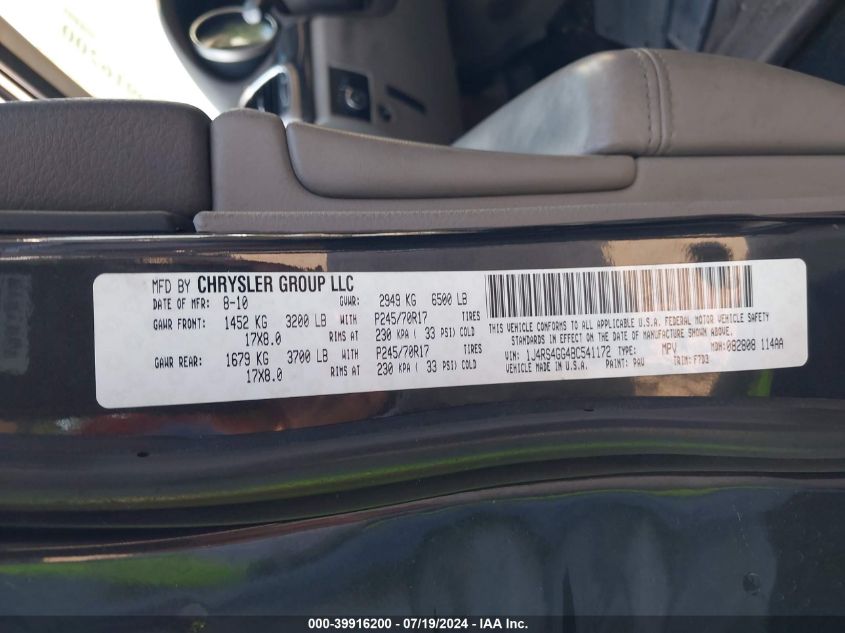 MFD BY CHRYSLER GROUP LLC
DATE OF MFR: 8-10 GVWR: 2949 KG 6500 LB
GAWR FRONT: 1452 KG 3200 LB WITH P245/70R17 TIRES
17X8.0 RIMS AT 230 KPA ( 33 PSI) COLD
GAWR REAR: 1679 KG 3700 LB WITH P245/70R17 TIRES
17X8.0 RIMS AT 230 KPA ( 33 PSI) COLD
THIS VEHICLE CONFORMS TO ALL APPLICABLE U.S.A. FEDERAL MOTOR VEHICLE SAFETY
STANDARDS IN EFFECT ON THE DATE OF MANUFACTURE SHOWN ABOVE.
VIN: 1J4RS4GG4BC541172 TYPE: MPV MDH: 082808 114AA
VEHICLE MADE IN U.S.A. PAINT: PAV TRIM: F7D3
000-39916200 - 07/19/2024 - IAA Inc.